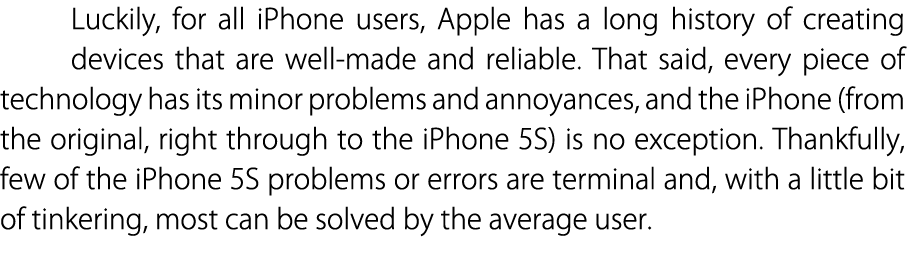 Luckily, for all iPhone users, Apple has a long history of creating
devices that are well-made and reliable. That said, every piece of
technology has its minor problems and annoyances, and the iPhone (from
the original, right through to the iPhone 5S) is no exception. Thankfully,
few of the iPhone 5S problems or errors are terminal and, with a little bit
of tinkering, most can be solved by the average user.